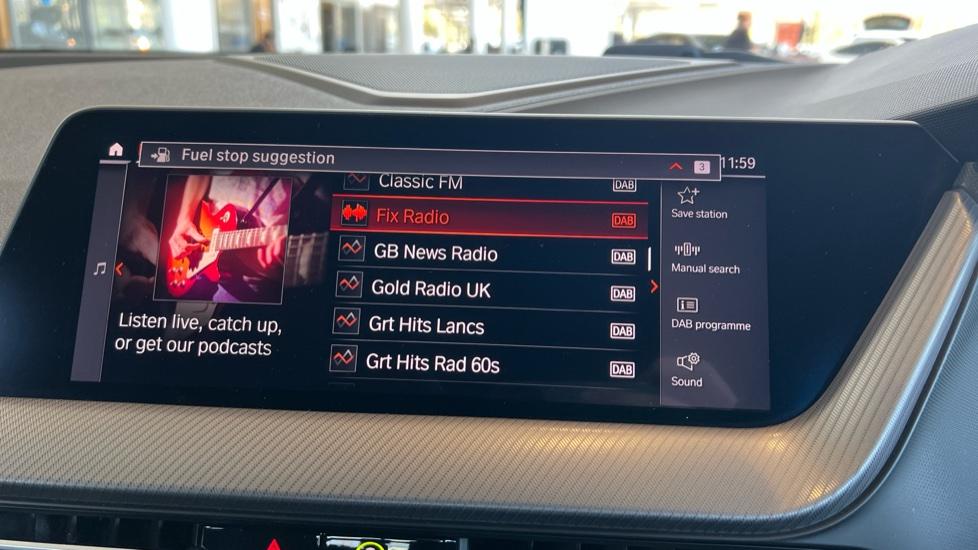 Fuel stop suggestion
3
11:59
Classic FM DAB
Fix Radio DAB
GB News Radio DAB
Gold Radio UK DAB
Grt Hits Lancs DAB
Grt Hits Rad 60s DAB
Listen live, catch up,
or get our podcasts
Save station
Manual search
DAB programme
Sound